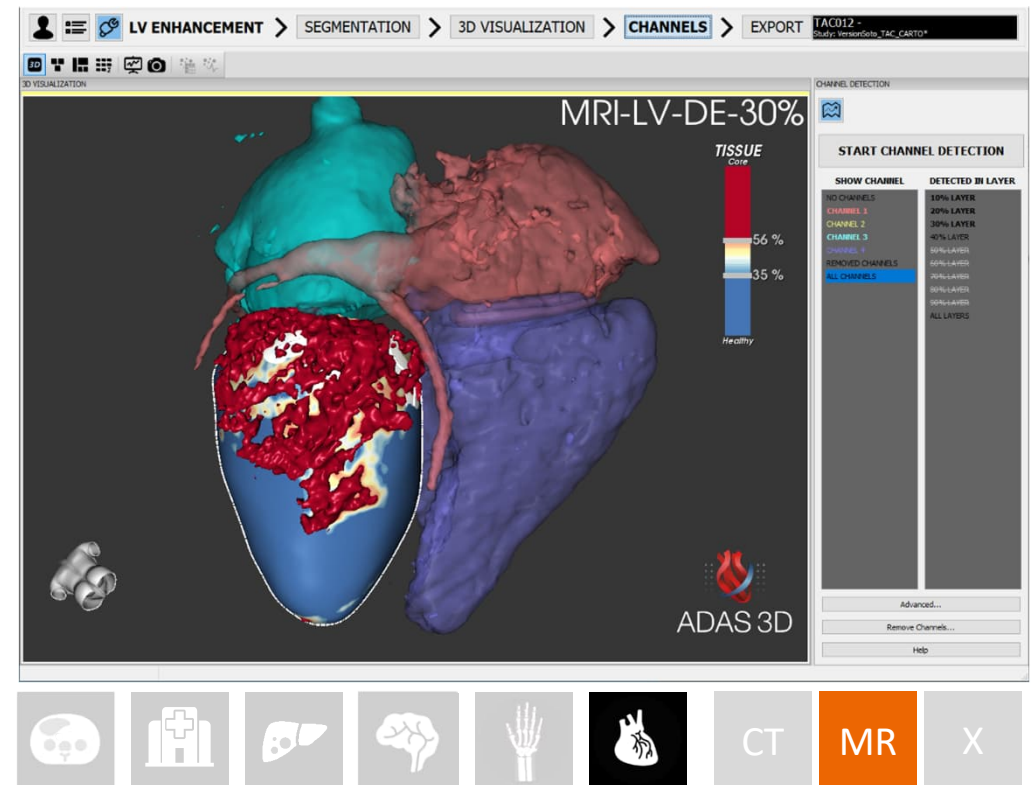 LV ENHANCEMENT
SEGMENTATION
3D VISUALIZATION
CHANNELS
EXPORT
TAC012 -
Study: VersionSoto_TAC_CARTO*
3D
3D VISUALIZATION
CHANNEL DETECTION
MRI-LV-DE-30%
TISSUE
Core
56 %
35 %
Healthy
ADAS 3D
START CHANNEL DETECTION
SHOW CHANNEL
DETECTED IN LAYER
NO CHANNELS
CHANNEL 1
CHANNEL 2
CHANNEL 3
CHANNEL 4
REMOVED CHANNELS
ALL CHANNELS
10% LAYER
20% LAYER
30% LAYER
40% LAYER
50% LAYER
60% LAYER
70% LAYER
80% LAYER
90% LAYER
ALL LAYERS
Advanced...
Remove Channels...
Help
CT
MR
X